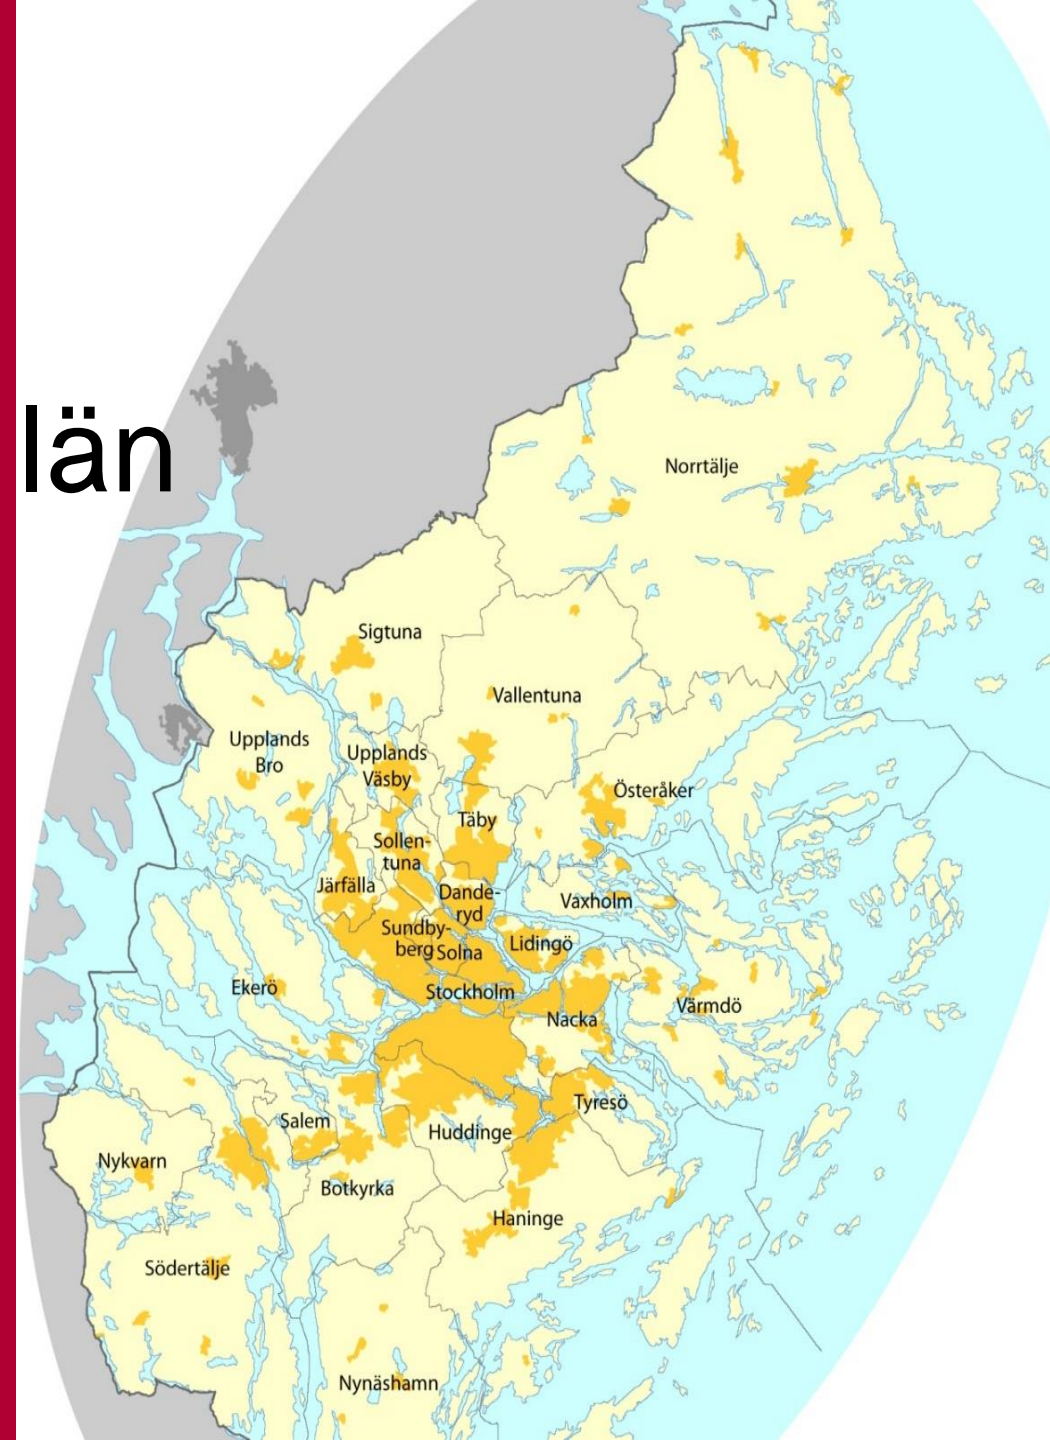 län
Norrtälje
Sigtuna
Vallentuna
Upplands
Bro
Upplands
Väsby
Österåker
Täby
Sollen-
tuna
Järfälla
Dande-
ryd
Vaxholm
Sundby-
berg
Solna
Lidingö
Ekerö
Stockholm
Värmdö
Nacka
Tyresö
Salem
Huddinge
Nykvarn
Botkyrka
Haninge
Södertälje
Nynäshamn